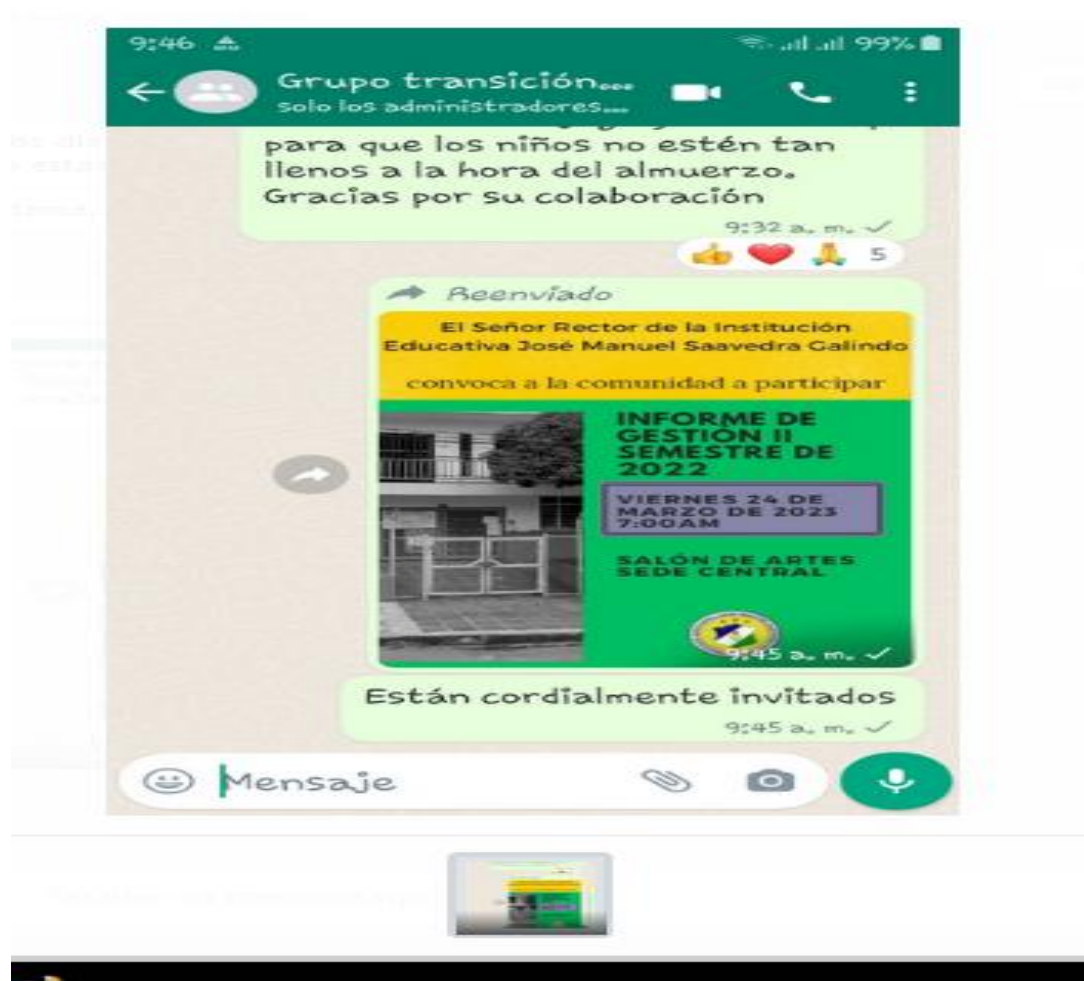 9:46 99%
Grupo transición...
solo los administradores...
para que los niños no estén tan
llenos a la hora del almuerzo.
Gracias por su colaboración
9:32 a. m.
5
Reenviado
El Señor Rector de la Institución
Educativa José Manuel Saavedra Galindo
convoca a la comunidad a participar
INFORME DE
GESTIÓN II
SEMESTRE DE
2022
VIERNES 24 DE
MARZO DE 2023
7:00AM
SALÓN DE ARTES
SEDE CENTRAL
9:45 a. m.
Están cordialmente invitados
9:45 a. m.
Mensaje